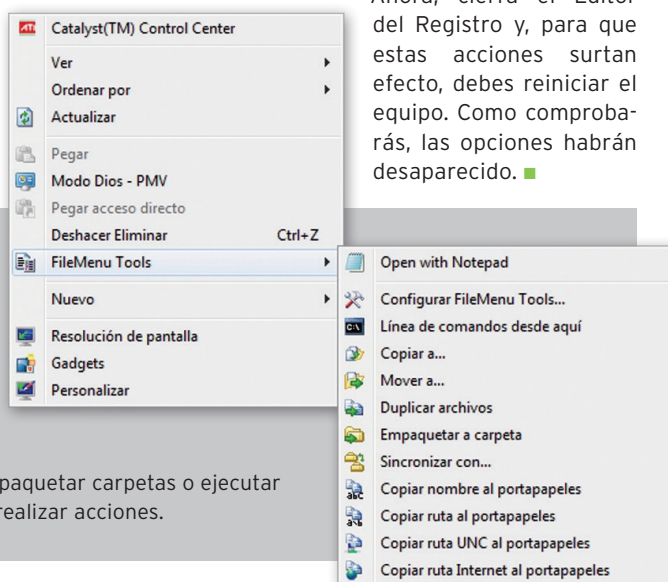 Ahora, cierra el Editor
del Registro y, para que
estas acciones surtan
efecto, debes reiniciar el
equipo. Como comproba-
rás, las opciones habrán
desaparecido.
ATI Catalyst(TM) Control Center
Ver
Ordenar por
Actualizar
Pegar
Modo Dios - PMV
Pegar acceso directo
Deshacer Eliminar Ctrl+Z
FileMenu Tools
Nuevo
Resolución de pantalla
Gadgets
Personalizar
Open with Notepad
Configurar FileMenu Tools...
Línea de comandos desde aquí
Copiar a...
Mover a...
Duplicar archivos
Empaquetar a carpeta
Sincronizar con...
Copiar nombre al portapapeles
Copiar ruta al portapapeles
Copiar ruta UNC al portapapeles
Copiar ruta Internet al portapapeles
paquetar carpetas o ejecutar
realizar acciones.